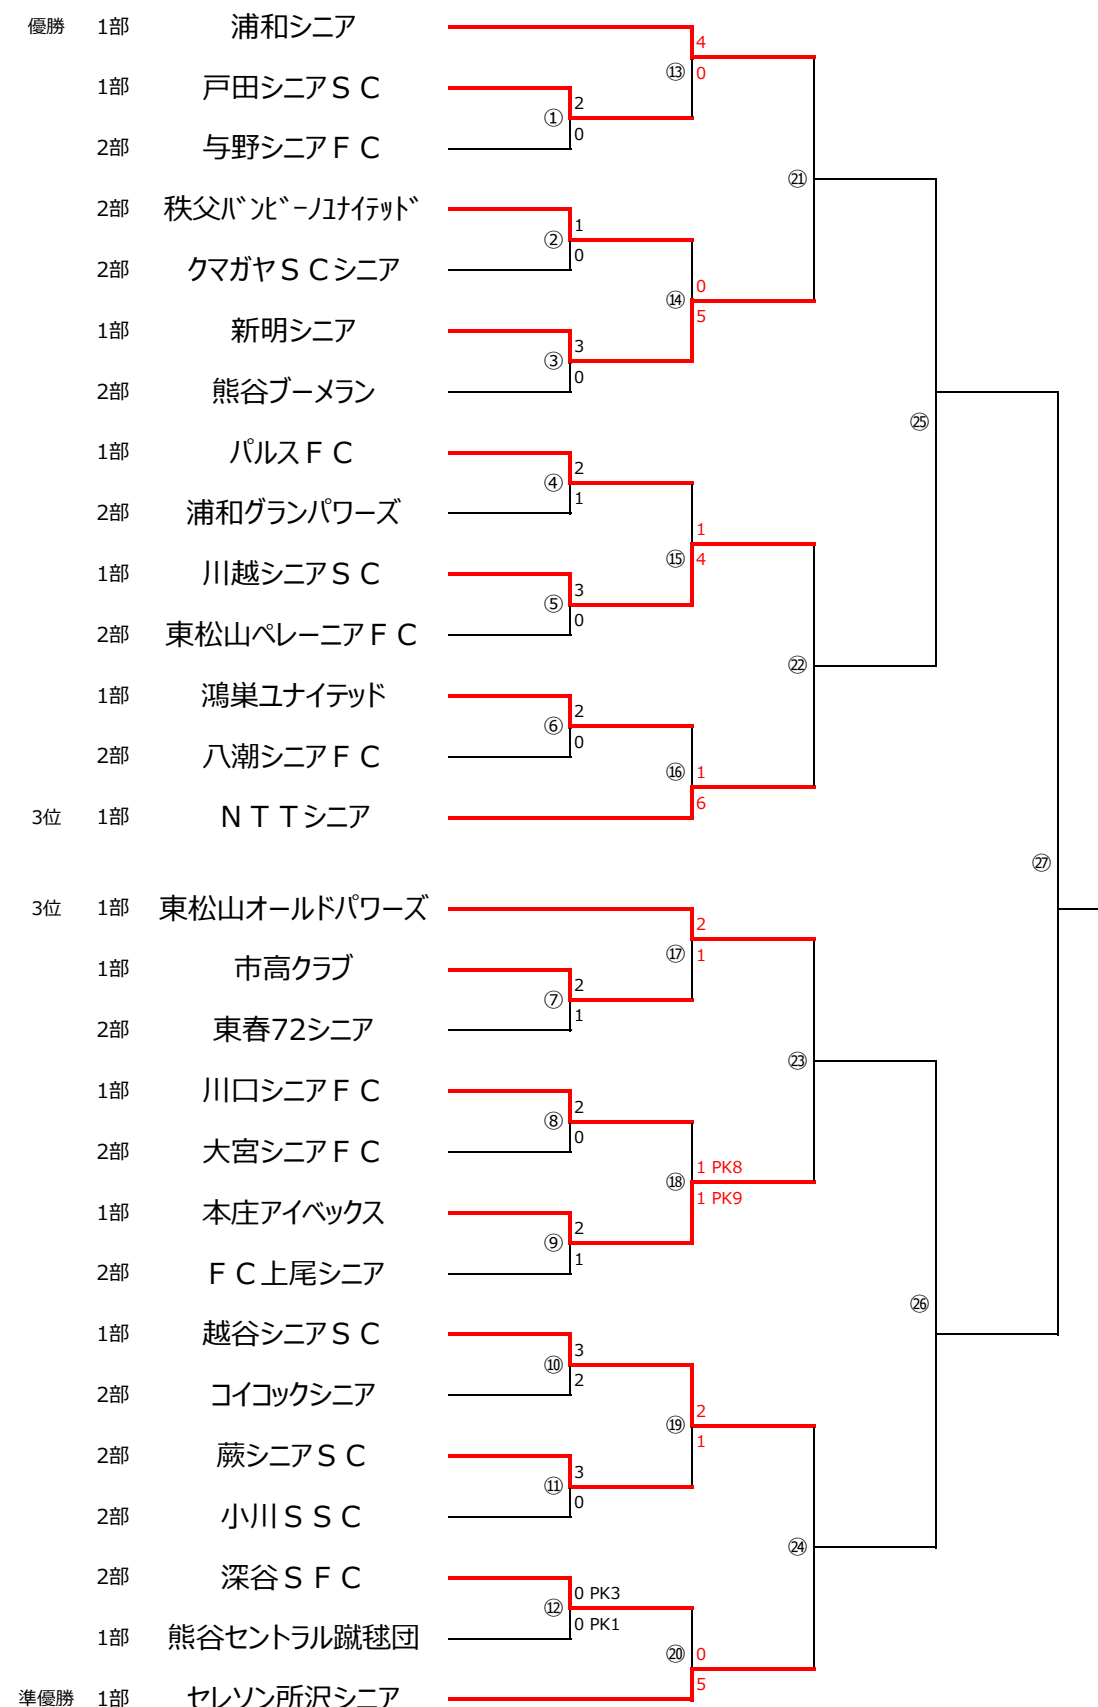 優勝 1部 浦和シニア
4
⑬ 0
1部 戸田シニアＳＣ
2
① 0
2部 与野シニアＦＣ
㉑
2部 秩父ﾊﾞﾝﾋﾞｰﾉﾕﾅｲﾃｯﾄﾞ
1
② 0
2部 クマガヤＳＣシニア
0
⑭ 5
1部 新明シニア
3
③ 0
2部 熊谷ブーメラン
㉕
1部 パルスＦＣ
2
④ 1
2部 浦和グランパワーズ
1
⑮ 4
1部 川越シニアＳＣ
3
⑤ 0
2部 東松山ペレーニアＦＣ
㉒
1部 鴻巣ユナイテッド
2
⑥ 0
2部 八潮シニアＦＣ
⑯ 1
6
3位 1部 ＮＴＴシニア
㉗
3位 1部 東松山オールドパワーズ
2
⑰ 1
1部 市高クラブ
2
⑦ 1
2部 東春72シニア
㉓
1部 川口シニアＦＣ
2
⑧ 0
2部 大宮シニアＦＣ
1 PK8
⑱ 1 PK9
1部 本庄アイベックス
2
⑨ 1
2部 ＦＣ上尾シニア
㉖
1部 越谷シニアＳＣ
3
⑩ 2
2部 コイコックシニア
2
⑲ 1
2部 蕨シニアＳＣ
3
⑪ 0
2部 小川ＳＳＣ
㉔
2部 深谷ＳＦＣ
0 PK3
⑫ 0 PK1
1部 熊谷セントラル蹴毬団
⑳ 0
5
準優勝 1部 セレソン所沢シニア